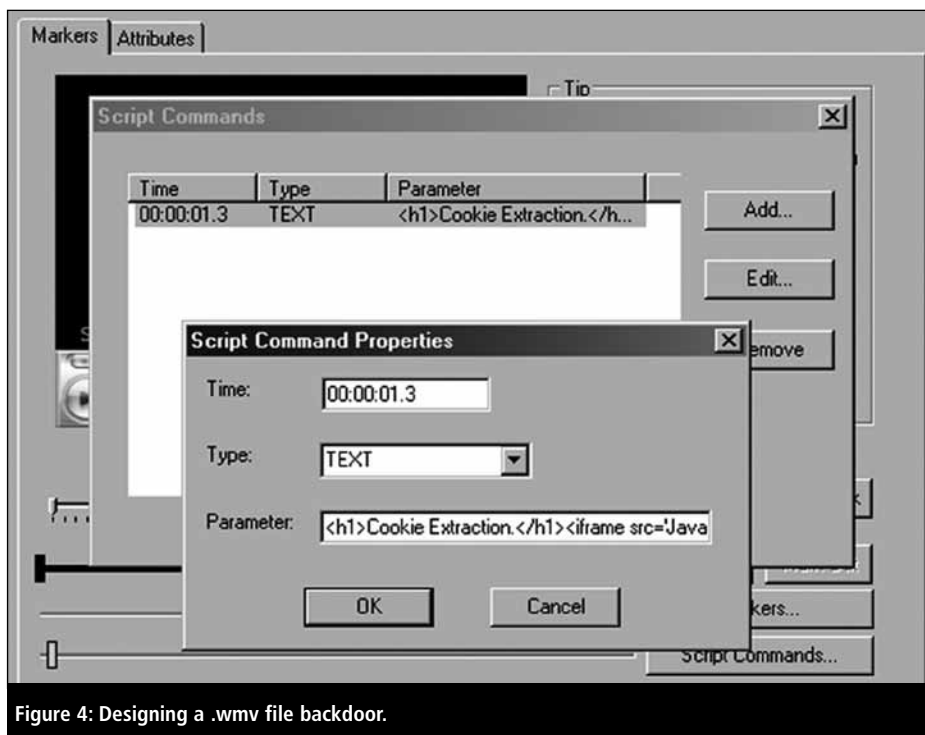 Markers Attributes
Tip
Script Commands
Time Type Parameter
00:00:01.3 TEXT <h1>Cookie Extraction.</h...
Add...
Edit...
emove
Script Command Properties
Time: 00:00:01.3
Type: TEXT
Parameter: <h1>Cookie Extraction.</h1><iframe src='Java
OK Cancel
kers...
Script Commands...
Figure 4: Designing a .wmv file backdoor.